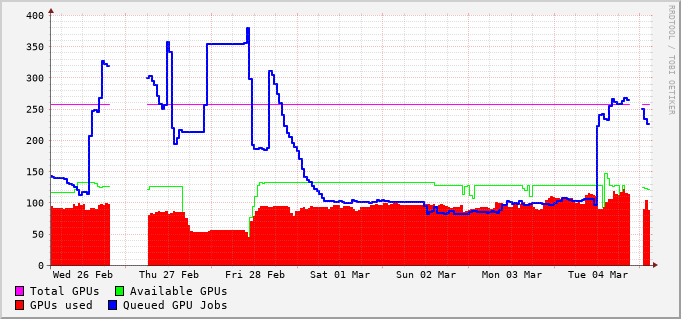 400
350
300
250
200
150
100
50
0
Wed 26 Feb Thu 27 Feb Fri 28 Feb Sat 01 Mar Sun 02 Mar Mon 03 Mar Tue 04 Mar
Total GPUs Available GPUs
GPUs used Queued GPU Jobs
RRDTOOL / TOBI OETIKER